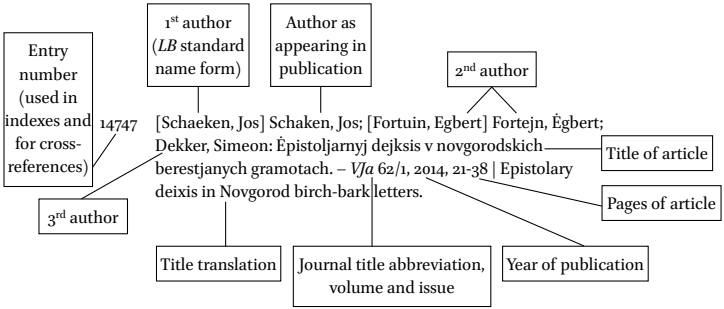 1st author
(LB standard
name form)
Author as
appearing in
publication
Entry
number
(used in
indexes and
for cross-
references)
2nd author
14747 [Schaeken, Jos] Schaken, Jos; [Fortuin, Egbert] Fortejn, Ėgbert;
Dekker, Simeon: Ėpistoljarnyj dejksis v novgorodskich
berestjanych gramotach. – VJa 62/1, 2014, 21-38 | Epistolary
deixis in Novgorod birch-bark letters.
Title of article
3rd author
Pages of article
Title translation
Journal title abbreviation,
volume and issue
Year of publication